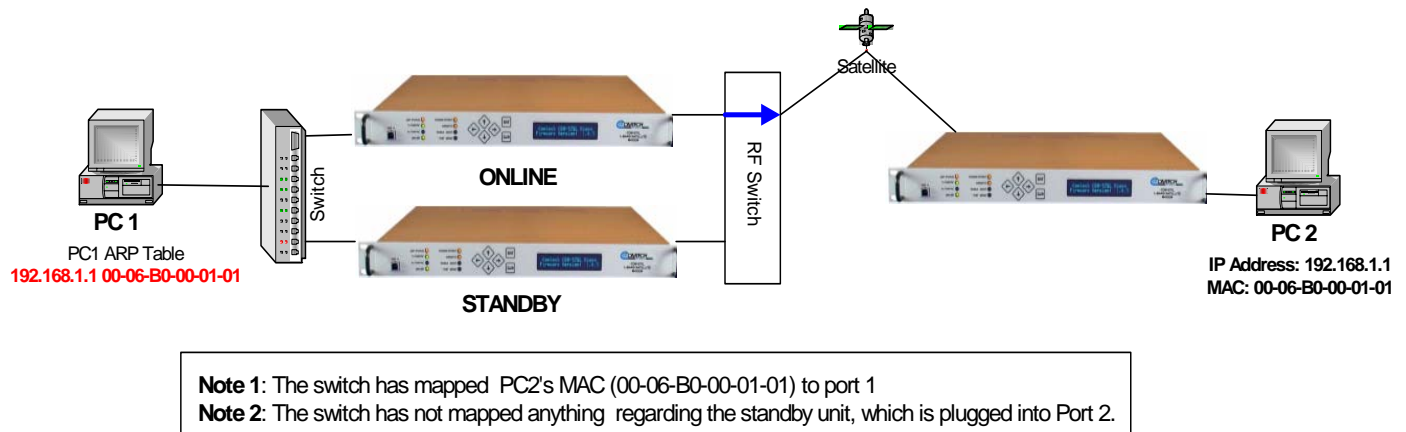 Satellite
Switch
ONLINE
RF Switch
PC 1
PC1 ARP Table
192.168.1.1 00-06-B0-00-01-01
STANDBY
PC 2
IP Address: 192.168.1.1
MAC: 00-06-B0-00-01-01
Note 1: The switch has mapped PC2's MAC (00-06-B0-00-01-01) to port 1
Note 2: The switch has not mapped anything regarding the standby unit, which is plugged into Port 2.